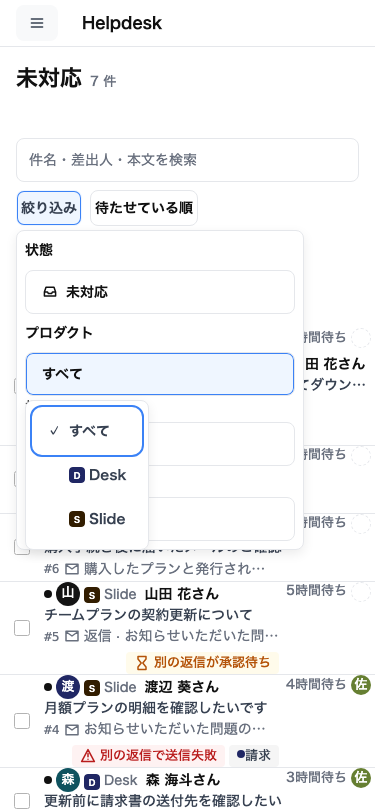 Helpdesk
未対応 7 件
件名・差出人・本文を検索
絞り込み 待たせている順
状態
未対応
プロダクト
すべて
時間待ち
田 花さん
てダウン…
✓ すべて
時間待ち
D Desk
S Slide
時間待ち
#6 購入したプランと発行され…
山 S Slide 山田 花さん 5時間待ち
チームプランの契約更新について
#5 返信 · お知らせいただいた問…
別の返信が承認待ち
渡 S Slide 渡辺 葵さん 4時間待ち 佐
月額プランの明細を確認したいです
#4 お知らせいただいた問題の…
別の返信で送信失敗 請求
森 D Desk 森 海斗さん 3時間待ち 佐
更新前に請求書の送付先を確認したい